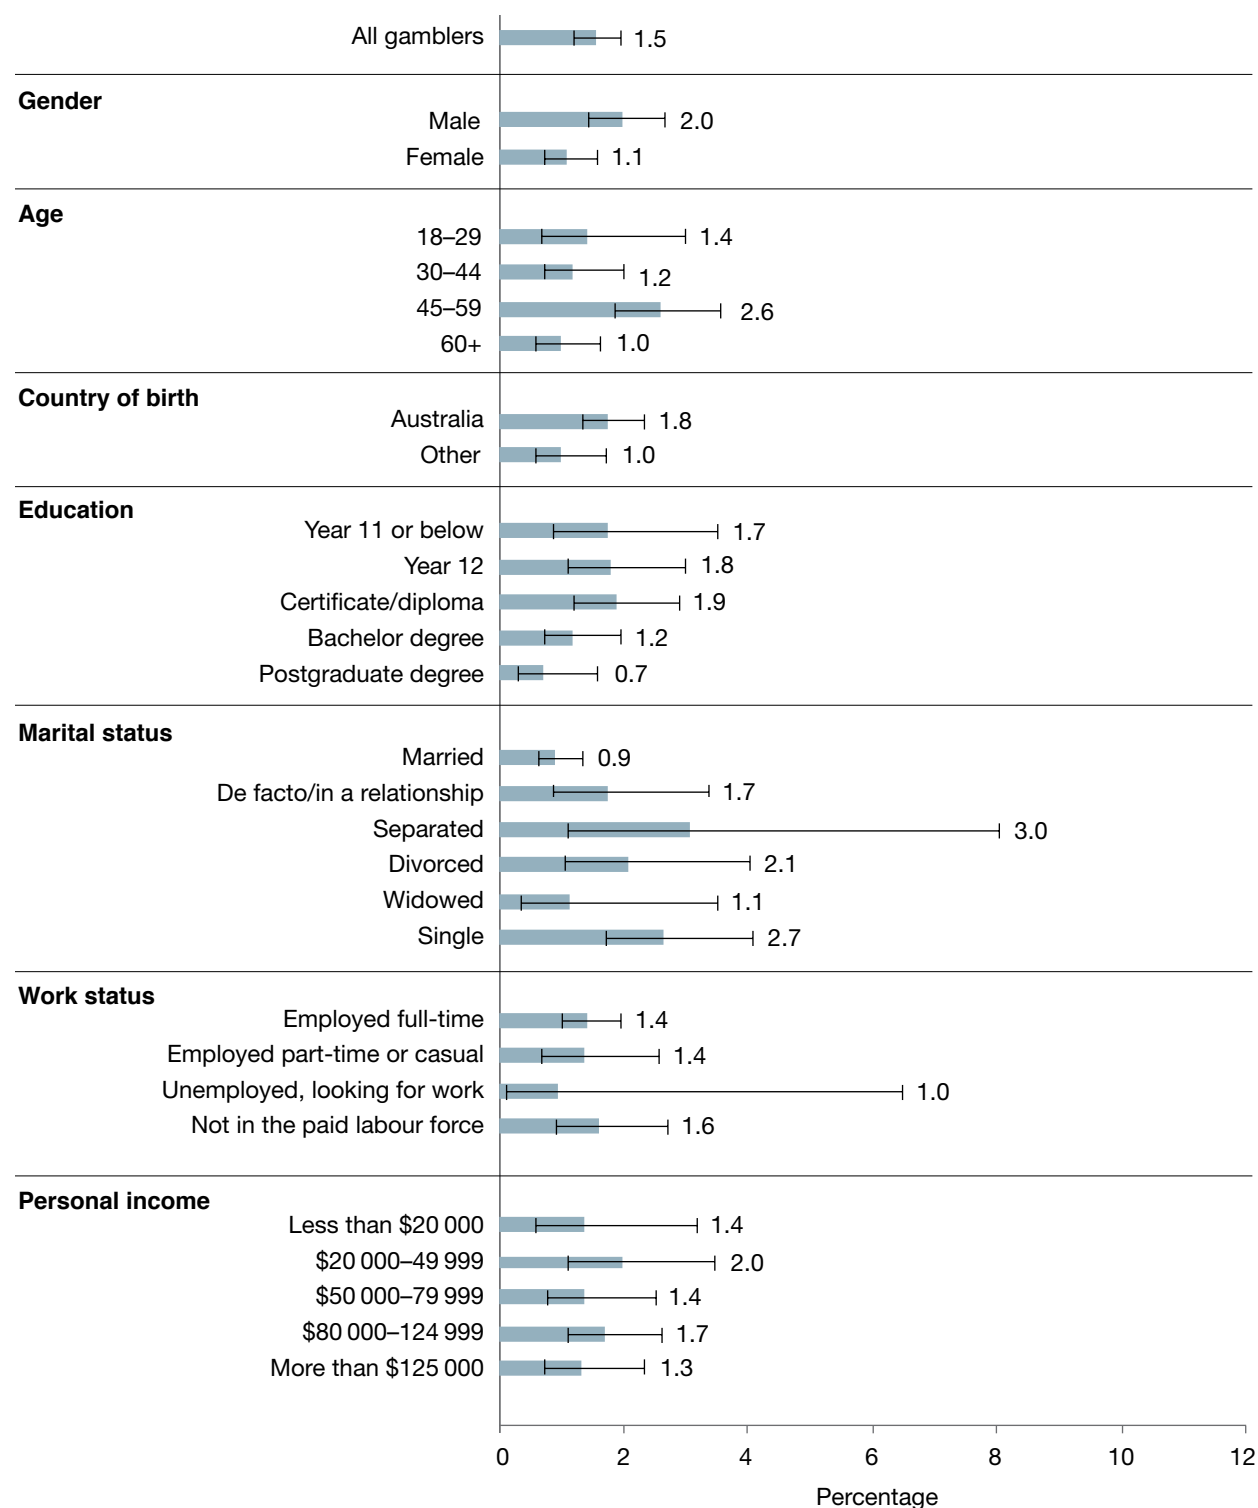 All gamblers 1.5
Gender
Male 2.0
Female 1.1
Age
18–29 1.4
30–44 1.2
45–59 2.6
60+ 1.0
Country of birth
Australia 1.8
Other 1.0
Education
Year 11 or below 1.7
Year 12 1.8
Certificate/diploma 1.9
Bachelor degree 1.2
Postgraduate degree 0.7
Marital status
Married 0.9
De facto/in a relationship 1.7
Separated 3.0
Divorced 2.1
Widowed 1.1
Single 2.7
Work status
Employed full-time 1.4
Employed part-time or casual 1.4
Unemployed, looking for work 1.0
Not in the paid labour force 1.6
Personal income
Less than $20 000 1.4
$20 000–49 999 2.0
$50 000–79 999 1.4
$80 000–124 999 1.7
More than $125 000 1.3
0 2 4 6 8 10 12
Percentage